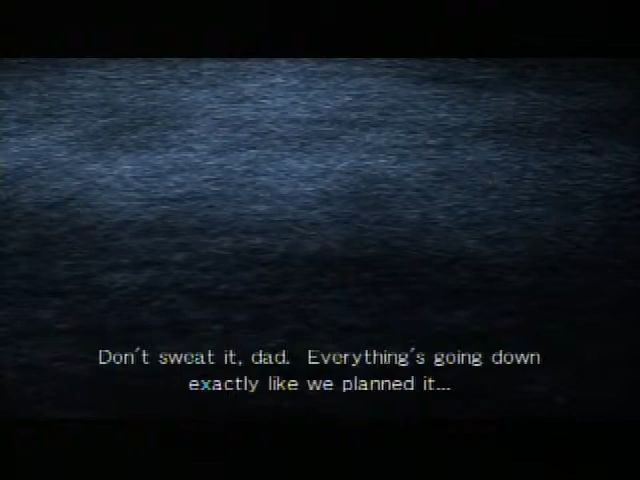 Don't sweat it, dad. Everything's going down
exactly like we planned it...